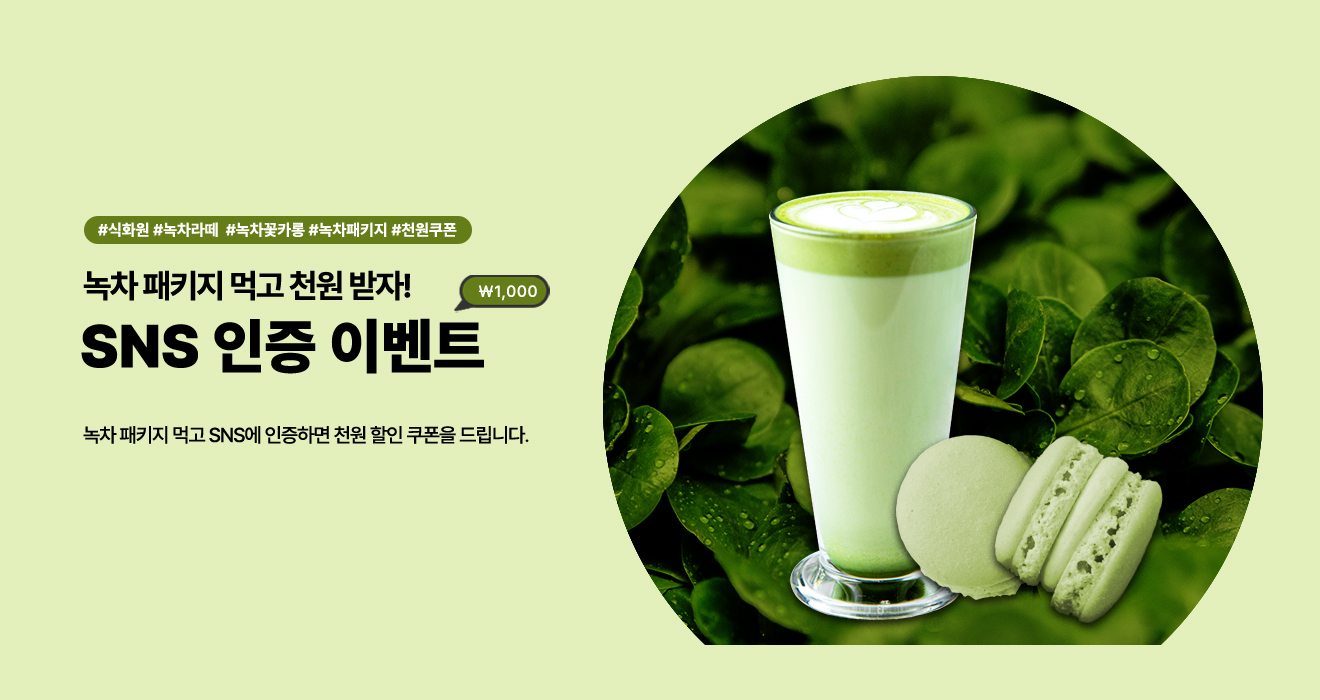 #식화원 #녹차라떼 #녹차꽃카롱 #녹차패키지 #천원쿠폰
녹차 패키지 먹고 천원 받자!
₩1,000
SNS 인증 이벤트
녹차 패키지 먹고 SNS에 인증하면 천원 할인 쿠폰을 드립니다.